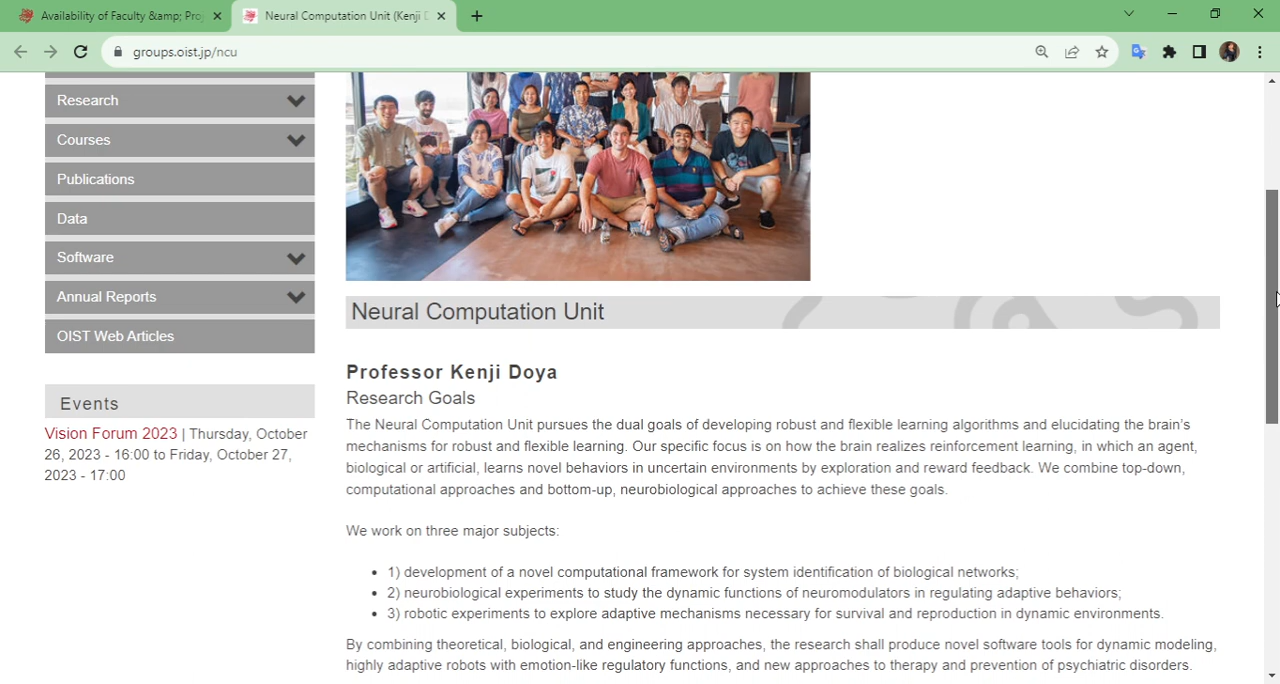 Availability of Faculty &amp; Pro
Neural Computation Unit (Kenji D
groups.oist.jp/ncu
Research
Courses
Publications
Data
Software
Annual Reports
OIST Web Articles
Events
Vision Forum 2023 | Thursday, October
26, 2023 - 16:00 to Friday, October 27,
2023 - 17:00
Neural Computation Unit
Professor Kenji Doya
Research Goals
The Neural Computation Unit pursues the dual goals of developing robust and flexible learning algorithms and elucidating the brain's
mechanisms for robust and flexible learning. Our specific focus is on how the brain realizes reinforcement learning, in which an agent,
biological or artificial, learns novel behaviors in uncertain environments by exploration and reward feedback. We combine top-down,
computational approaches and bottom-up, neurobiological approaches to achieve these goals.
We work on three major subjects:
• 1) development of a novel computational framework for system identification of biological networks;
• 2) neurobiological experiments to study the dynamic functions of neuromodulators in regulating adaptive behaviors;
• 3) robotic experiments to explore adaptive mechanisms necessary for survival and reproduction in dynamic environments.
By combining theoretical, biological, and engineering approaches, the research shall produce novel software tools for dynamic modeling,
highly adaptive robots with emotion-like regulatory functions, and new approaches to therapy and prevention of psychiatric disorders.